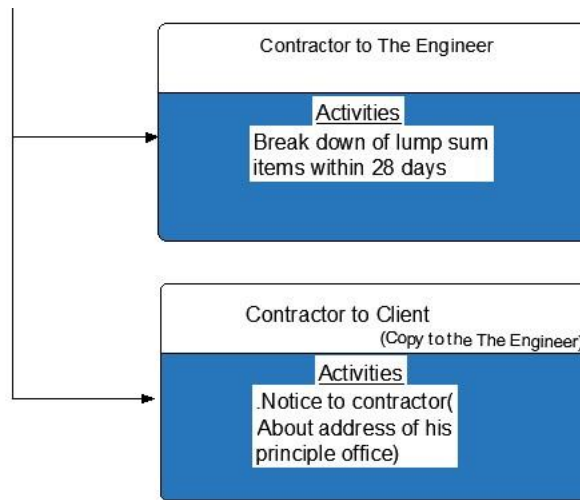 Contractor to The Engineer
Activities
Break down of lump sum
items within 28 days
Contractor to Client
(Copy to the The Engineer)
Activities
.Notice to contractor(
About address of his
principle office)